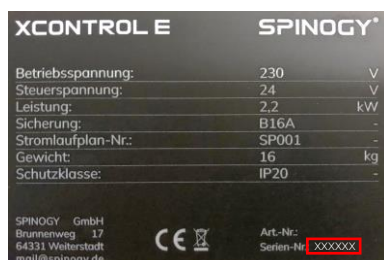 XCONTROL E SPINOGY°
Betriebsspannung: 230 V
Steuerspannung: 24 V
Leistung: 2,2 kW
Sicherung: B16A -
Stromlaufplan-Nr.: SP001 -
Gewicht: 16 kg
Schutzklasse: IP20 -
SPINOGY GmbH
Brunnenweg 17
64331 Weiterstadt
mail@spinogy.de
CE
Art.-Nr.:
Serien-Nr. XXXXXX